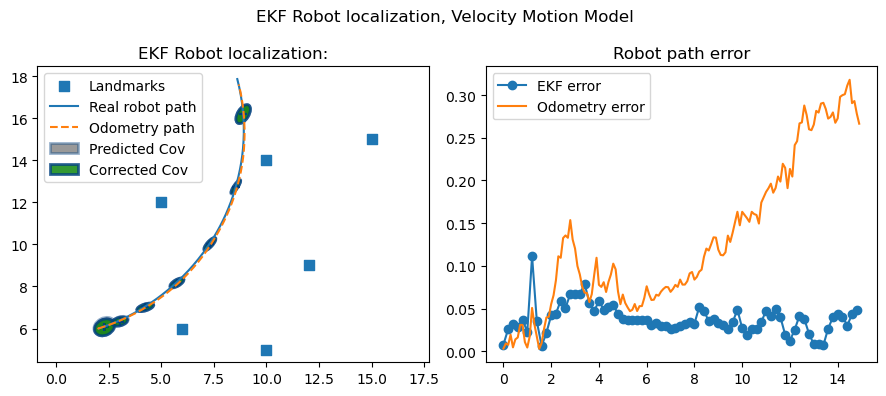 EKF Robot localization, Velocity Motion Model
EKF Robot localization:
Landmarks
Real robot path
Odometry path
Predicted Cov
Corrected Cov
18
16
14
12
10
8
6
0.0 2.5 5.0 7.5 10.0 12.5 15.0 17.5
Robot path error
EKF error
Odometry error
0.30
0.25
0.20
0.15
0.10
0.05
0.00
0 2 4 6 8 10 12 14